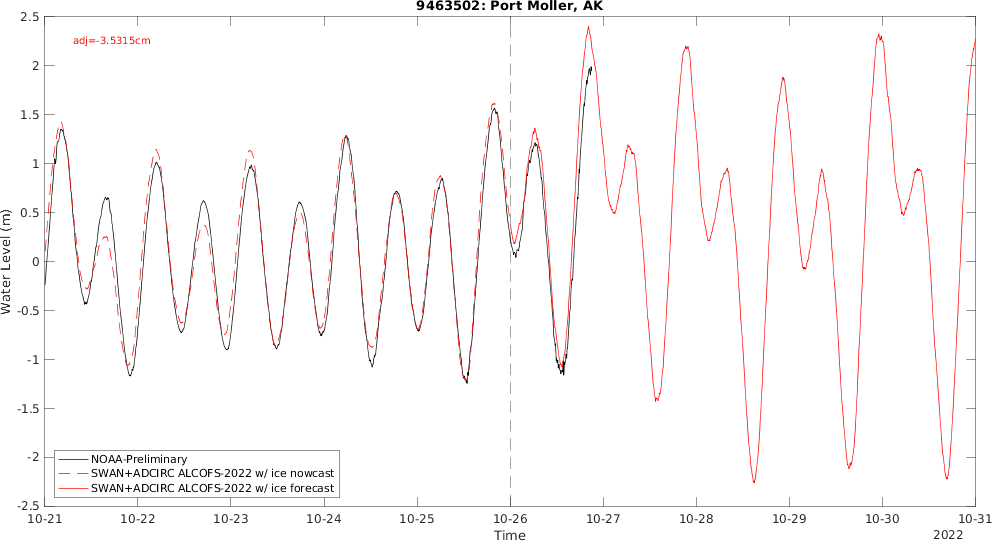 9463502: Port Moller, AK
adj=-3.5315cm
2.5
2
1.5
1
0.5
0
-0.5
-1
-1.5
-2
-2.5
Water Level (m)
NOAA-Preliminary
SWAN+ADCIRC ALCOFS-2022 w/ ice nowcast
SWAN+ADCIRC ALCOFS-2022 w/ ice forecast
10-21 10-22 10-23 10-24 10-25 10-26 10-27 10-28 10-29 10-30 10-31
Time
2022